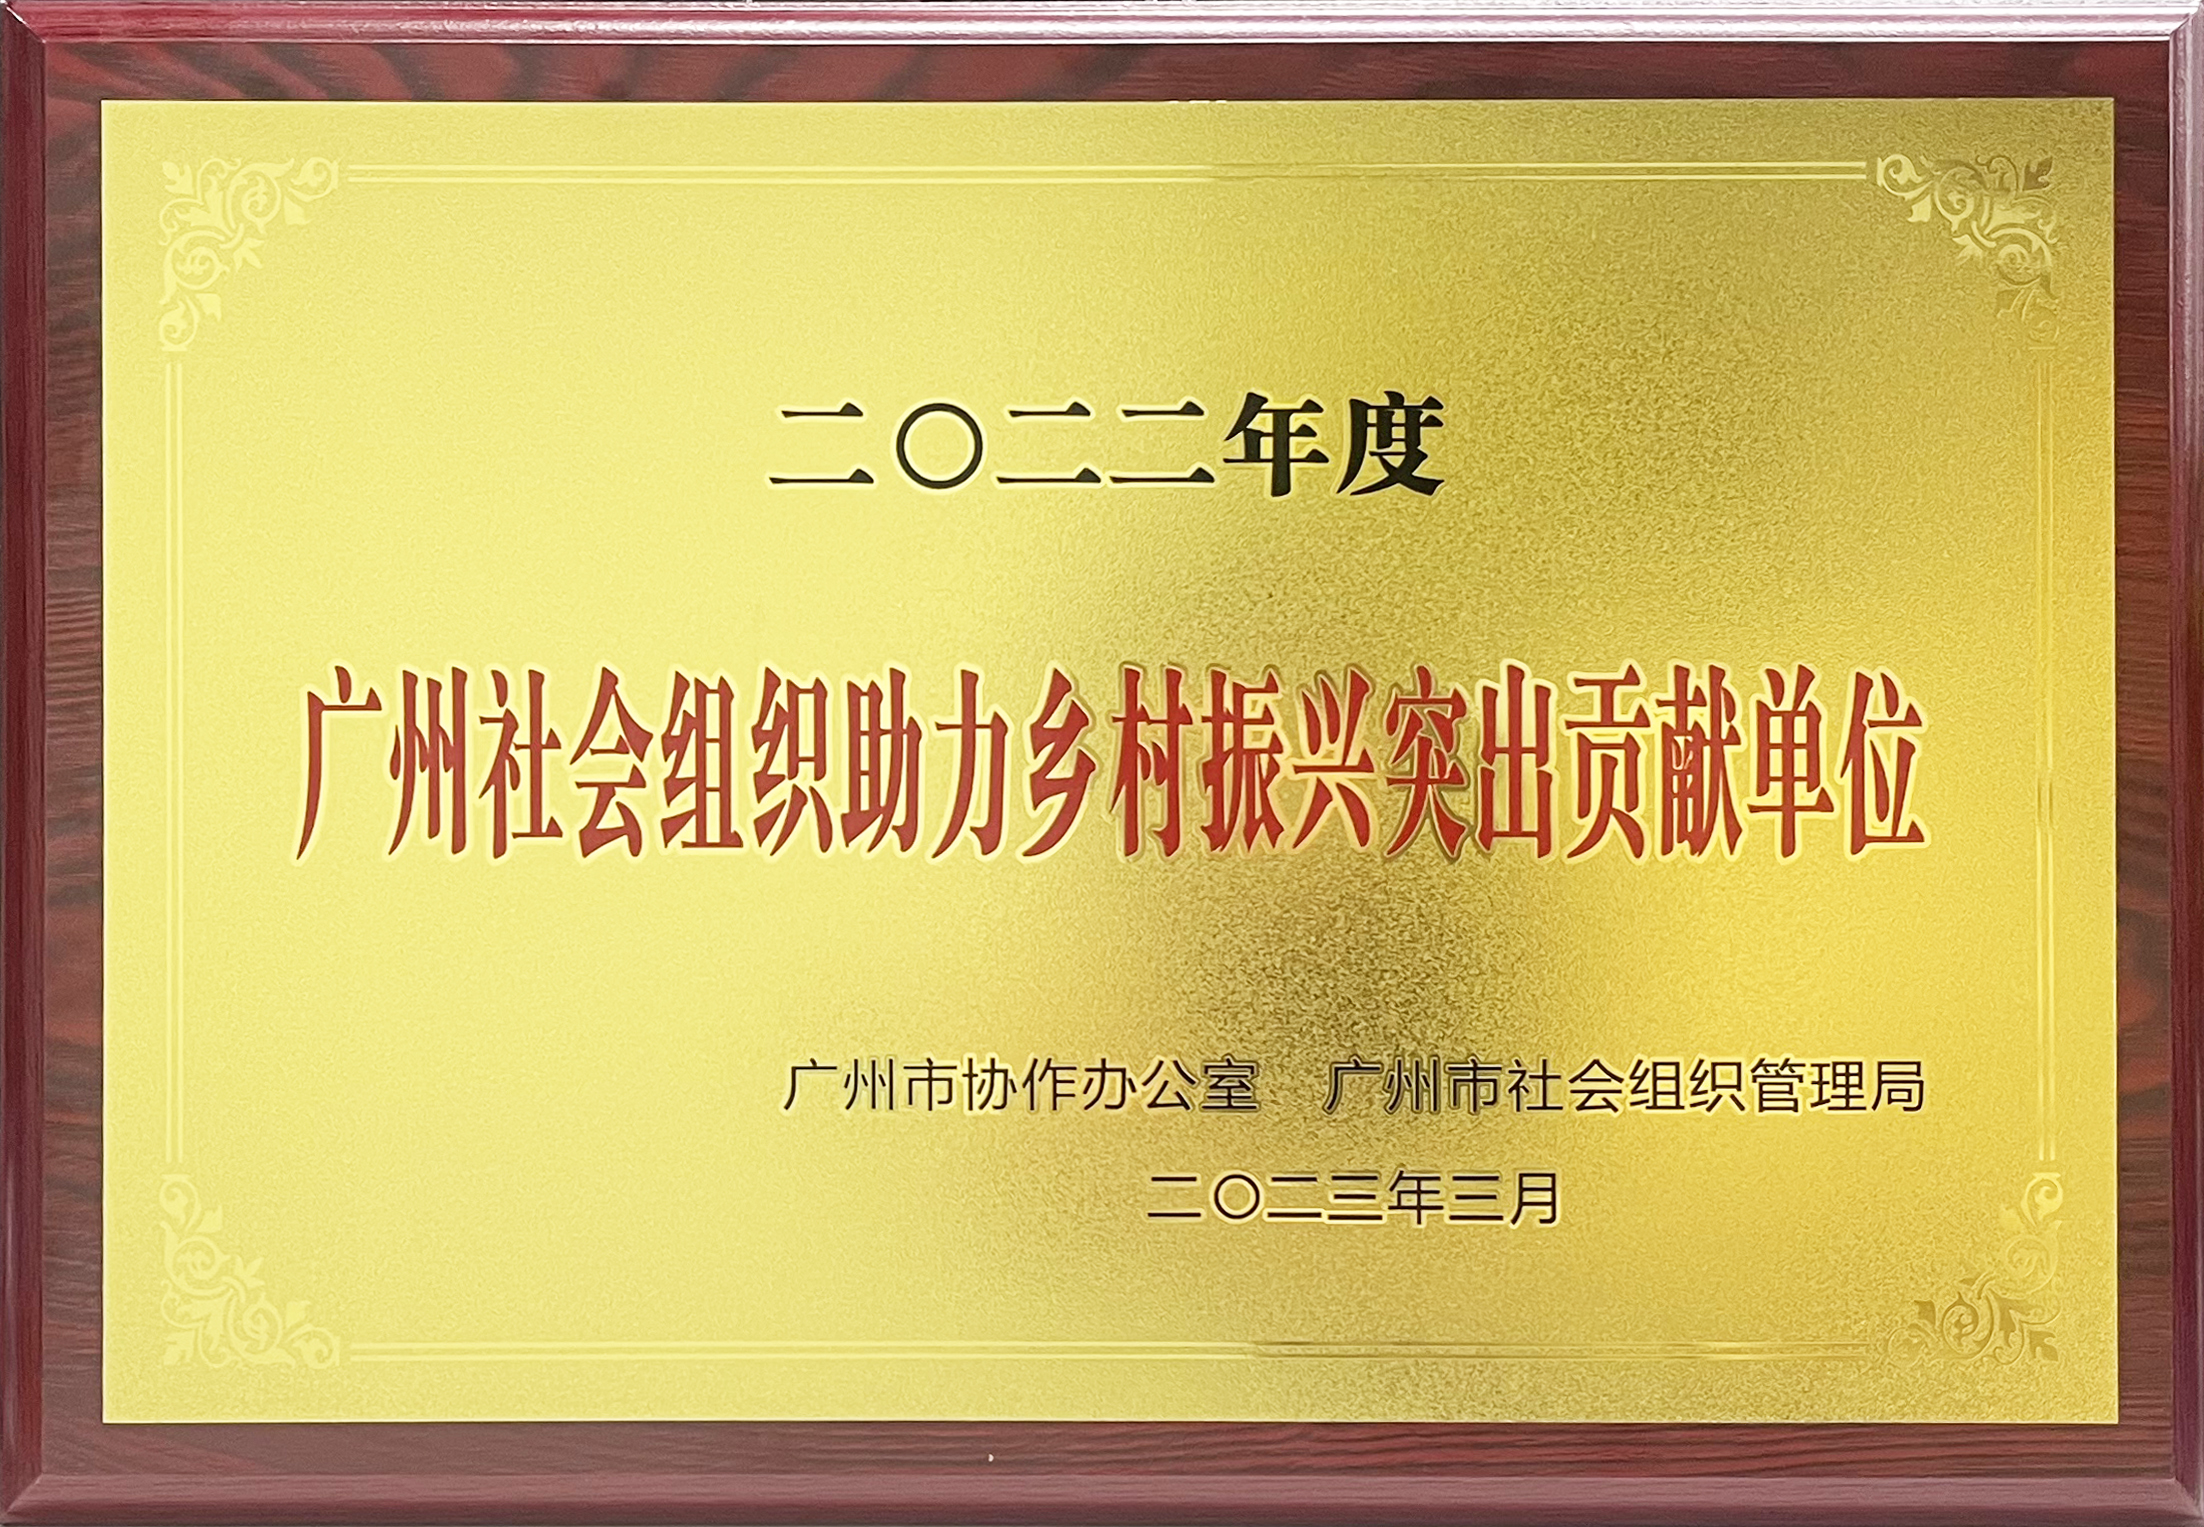 二〇二二年度
广州社会组织助力乡村振兴突出贡献单位
广州市协作办公室　广州市社会组织管理局
二〇二三年三月